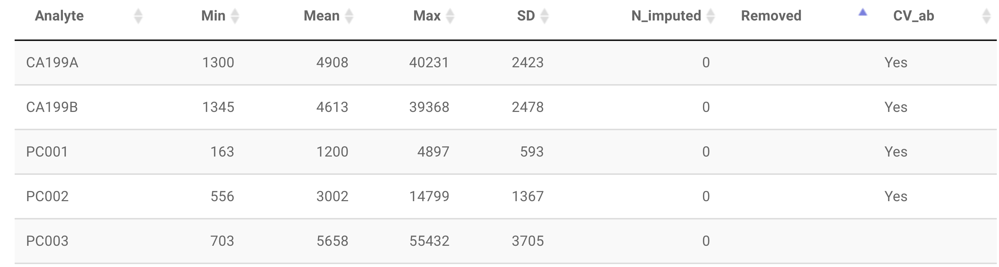 Analyte Min Mean Max SD N_imputed Removed CV_ab
CA199A 1300 4908 40231 2423 0 Yes
CA199B 1345 4613 39368 2478 0 Yes
PC001 163 1200 4897 593 0 Yes
PC002 556 3002 14799 1367 0 Yes
PC003 703 5658 55432 3705 0